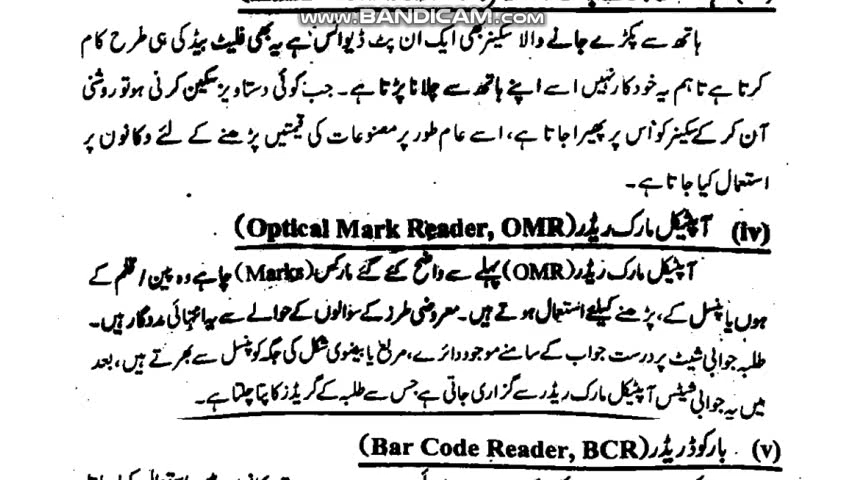 www.BANDICAM.com
ہاتھ سے پکڑے جانے والا سکینر بھی ایک ان پٹ ڈیوائس ہے یہ بھی فلیٹ بیڈ کی ہی طرح کام
کرتا ہے تاہم یہ خود کار نہیں اسے اپنے ہاتھ سے چلانا پڑتا ہے۔ جب کوئی دستاویز سکین کرنی ہو تو روشنی
آن کر کے سکینر کو اس پر پھیرا جاتا ہے، اسے عام طور پر مصنوعات کی قیمتیں پڑھنے کے لئے دکانوں پر
استعمال کیا جاتا ہے۔
(iv) آپٹیکل مارک ریڈر (Optical Mark Reader, OMR)
آپٹیکل مارک ریڈر (OMR) پہلے سے واضح کئے گئے مارکس (Marks) چاہے وہ پین / قلم کے
ہوں یا پنسل کے، پڑھنے کیلئے استعمال ہوتے ہیں۔ معروضی طرز کے سوالوں کے حوالے سے یہ انتہائی مددگار ہیں۔
طلبہ جوابی شیٹ پر درست جواب کے سامنے موجود دائرے، مربع یا بیضوی شکل کی جگہ کو پنسل سے بھرتے ہیں، بعد
میں یہ جوابی شیٹس آپٹیکل مارک ریڈر سے گزاری جاتی ہے جس سے طلبہ کے گریڈز کا پتا چلتا ہے۔
(v) بار کوڈ ریڈر (Bar Code Reader, BCR)